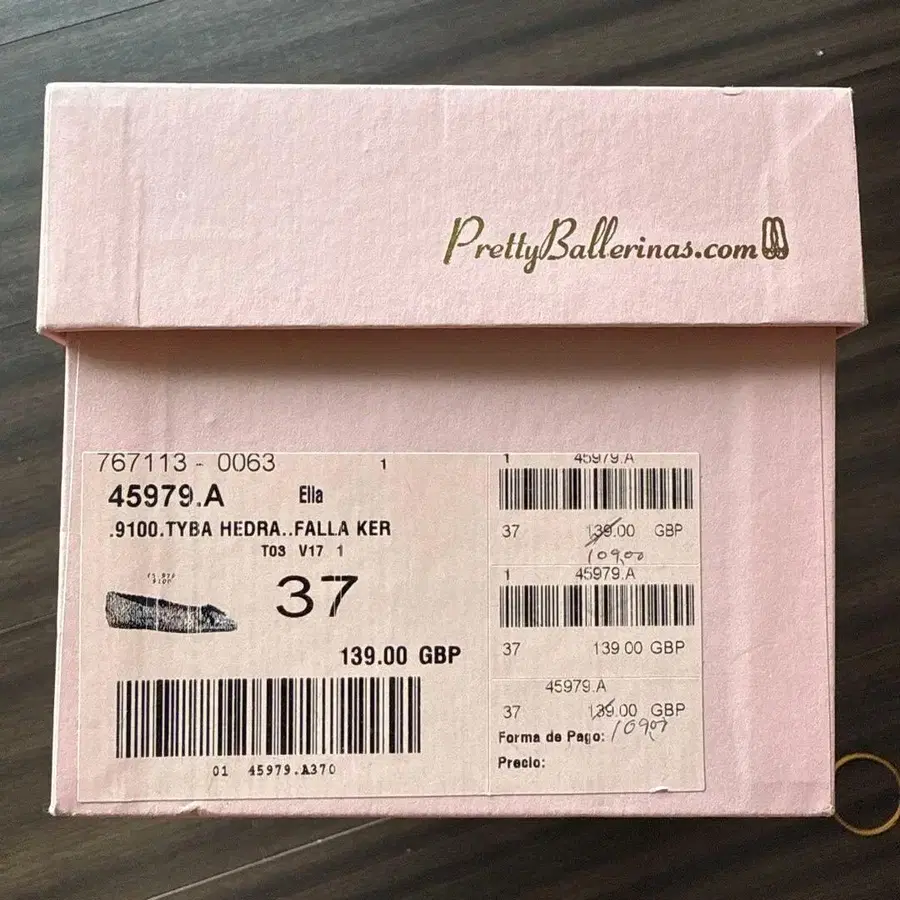 PrettyBallerinas.com
767113 - 0063 1
45979.A Ella
.9100.TYBA HEDRA..FALLA KER
T03 V17 1
37
139.00 GBP
01 45979.A370
1 45979.A
37 139.00 GBP
109,00
1 45979.A
37 139 00 GBP
45979.A
37 139.00 GBP
Forma de Pago: 109,00
Precio: